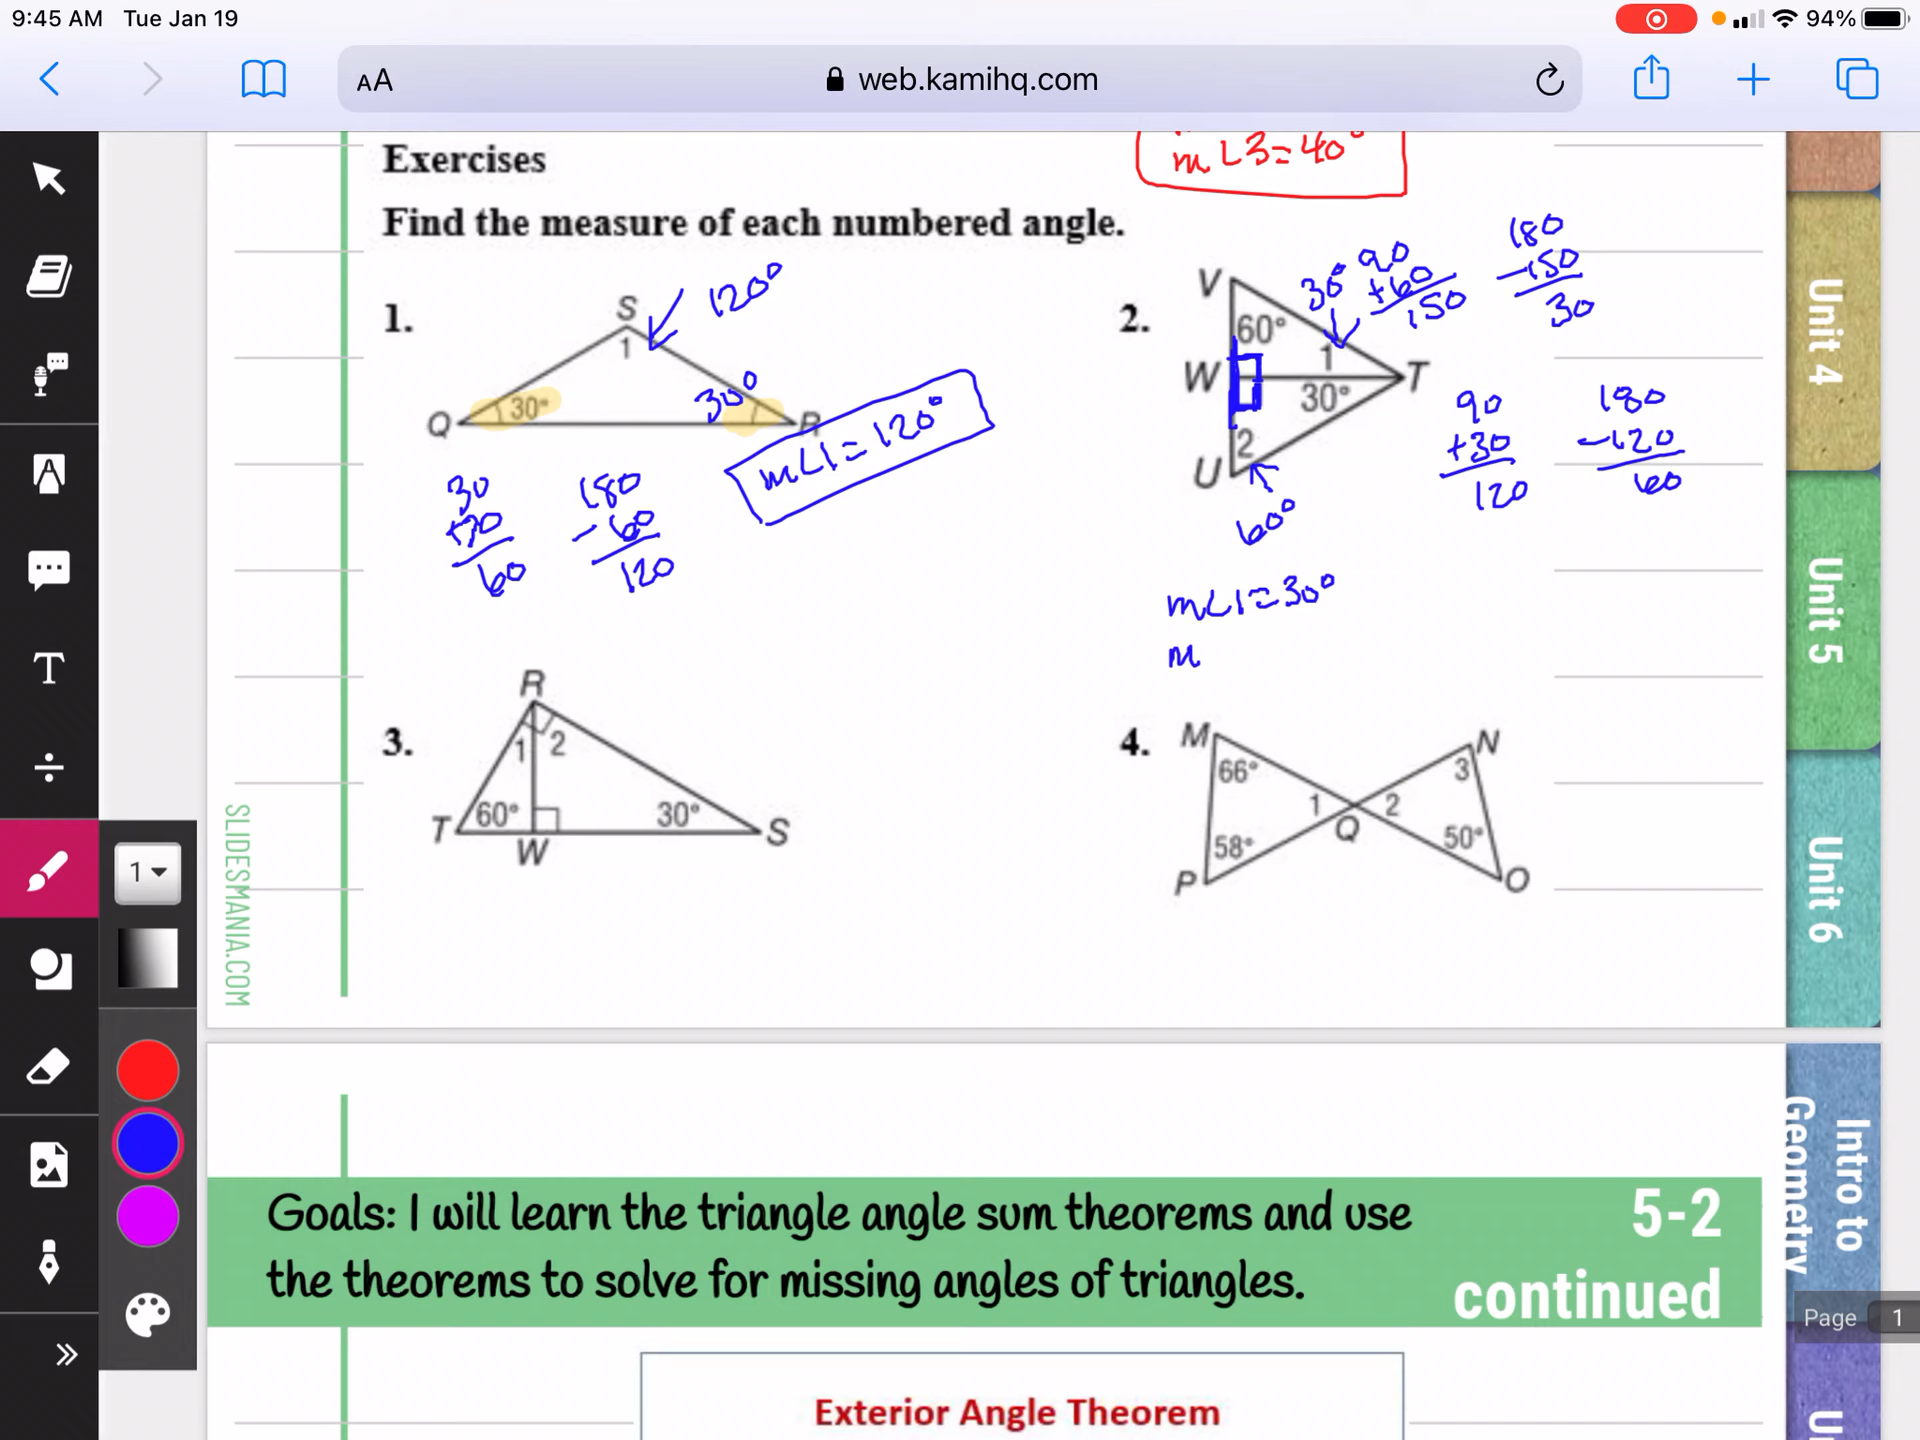 9:45 AM Tue Jan 19
94%
AA
web.kamihq.com
Exercises
m∠3=40°
Find the measure of each numbered angle.
1.
S
1
120°
Q
30°
30°
R
30
+30
60
180
- 60
120
m∠1=120°
2.
V
60°
W
1
T
30°
2
U
30°
90
+60
150
180
-150
30
90
+30
120
180
-120
60
60°
m∠1=30°
m
3.
R
1
2
T
60°
30°
S
W
4.
M
N
66°
3
1
2
Q
58°
50°
P
O
SLIDESMANIA.COM
Unit 4
Unit 5
Unit 6
T
1
Goals: I will learn the triangle angle sum theorems and use
the theorems to solve for missing angles of triangles.
5-2
continued
Intro to
Geometry
Page 1
Exterior Angle Theorem